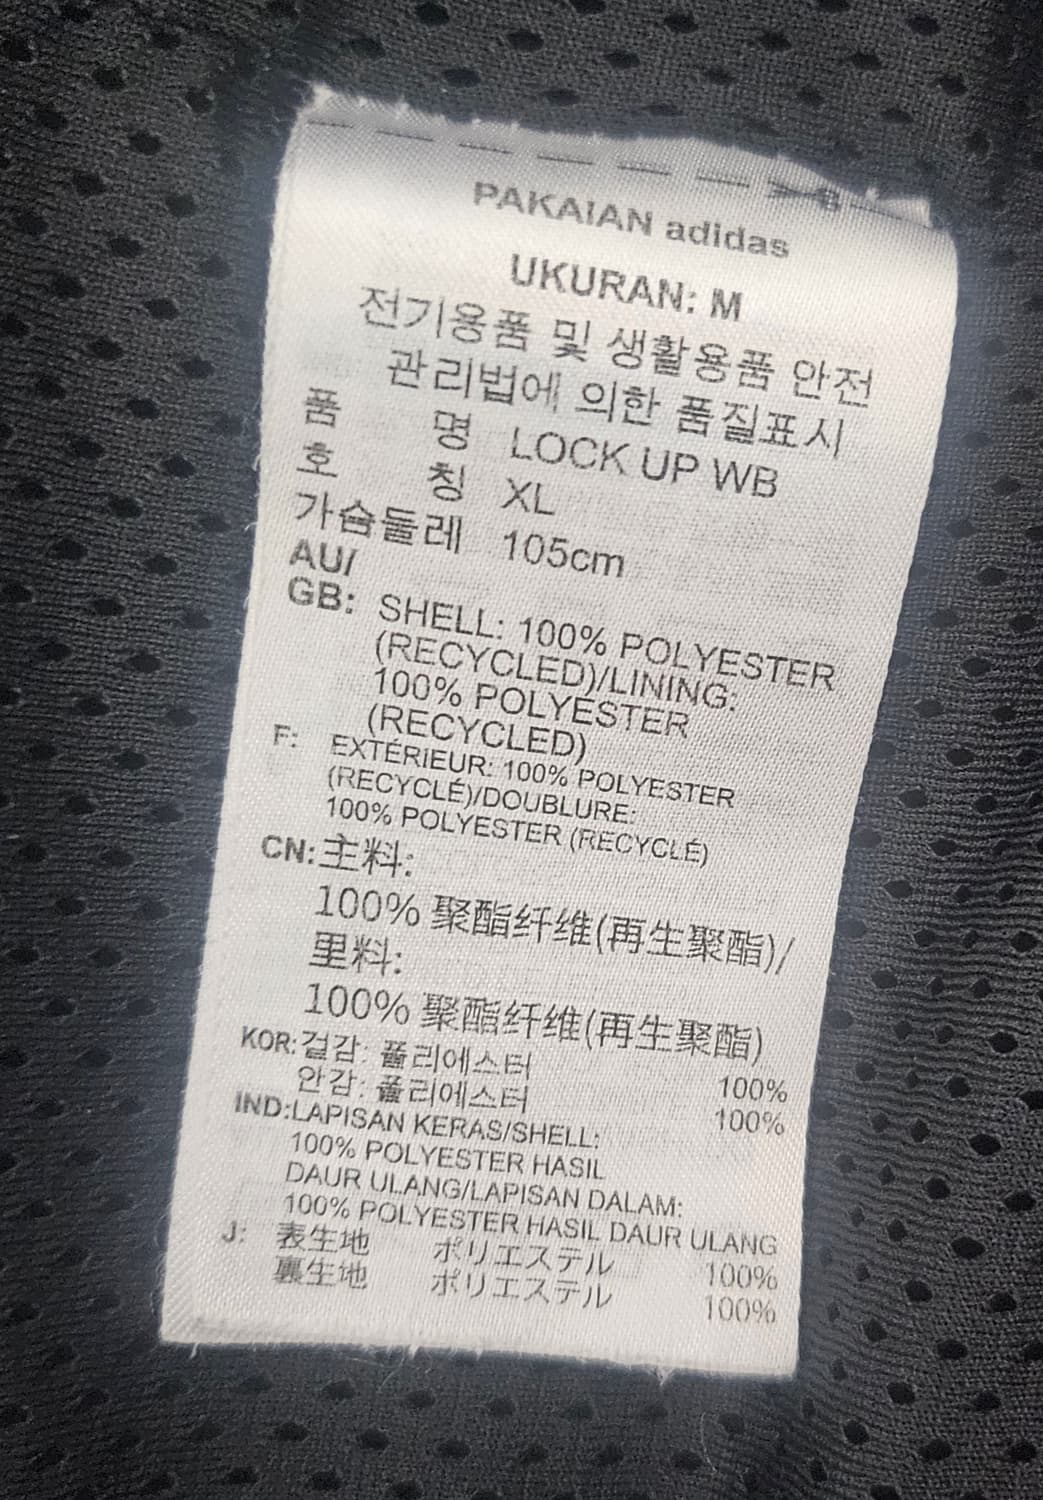 PAKAIAN adidas
UKURAN: M
전기용품 및 생활용품 안전
관리법에 의한 품질표시
품 명 LOCK UP WB
호 칭 XL
가슴둘레 105cm
AU/
GB: SHELL: 100% POLYESTER
(RECYCLED)/LINING:
100% POLYESTER
(RECYCLED)
F: EXTÉRIEUR: 100% POLYESTER
(RECYCLÉ)/DOUBLURE:
100% POLYESTER (RECYCLÉ)
CN:主料:
100% 聚酯纤维(再生聚酯)/
里料:
100% 聚酯纤维(再生聚酯)
KOR:겉감: 폴리에스터 100%
안감: 폴리에스터 100%
IND:LAPISAN KERAS/SHELL:
100% POLYESTER HASIL
DAUR ULANG/LAPISAN DALAM:
100% POLYESTER HASIL DAUR ULANG
J: 表生地 ポリエステル 100%
裏生地 ポリエステル 100%